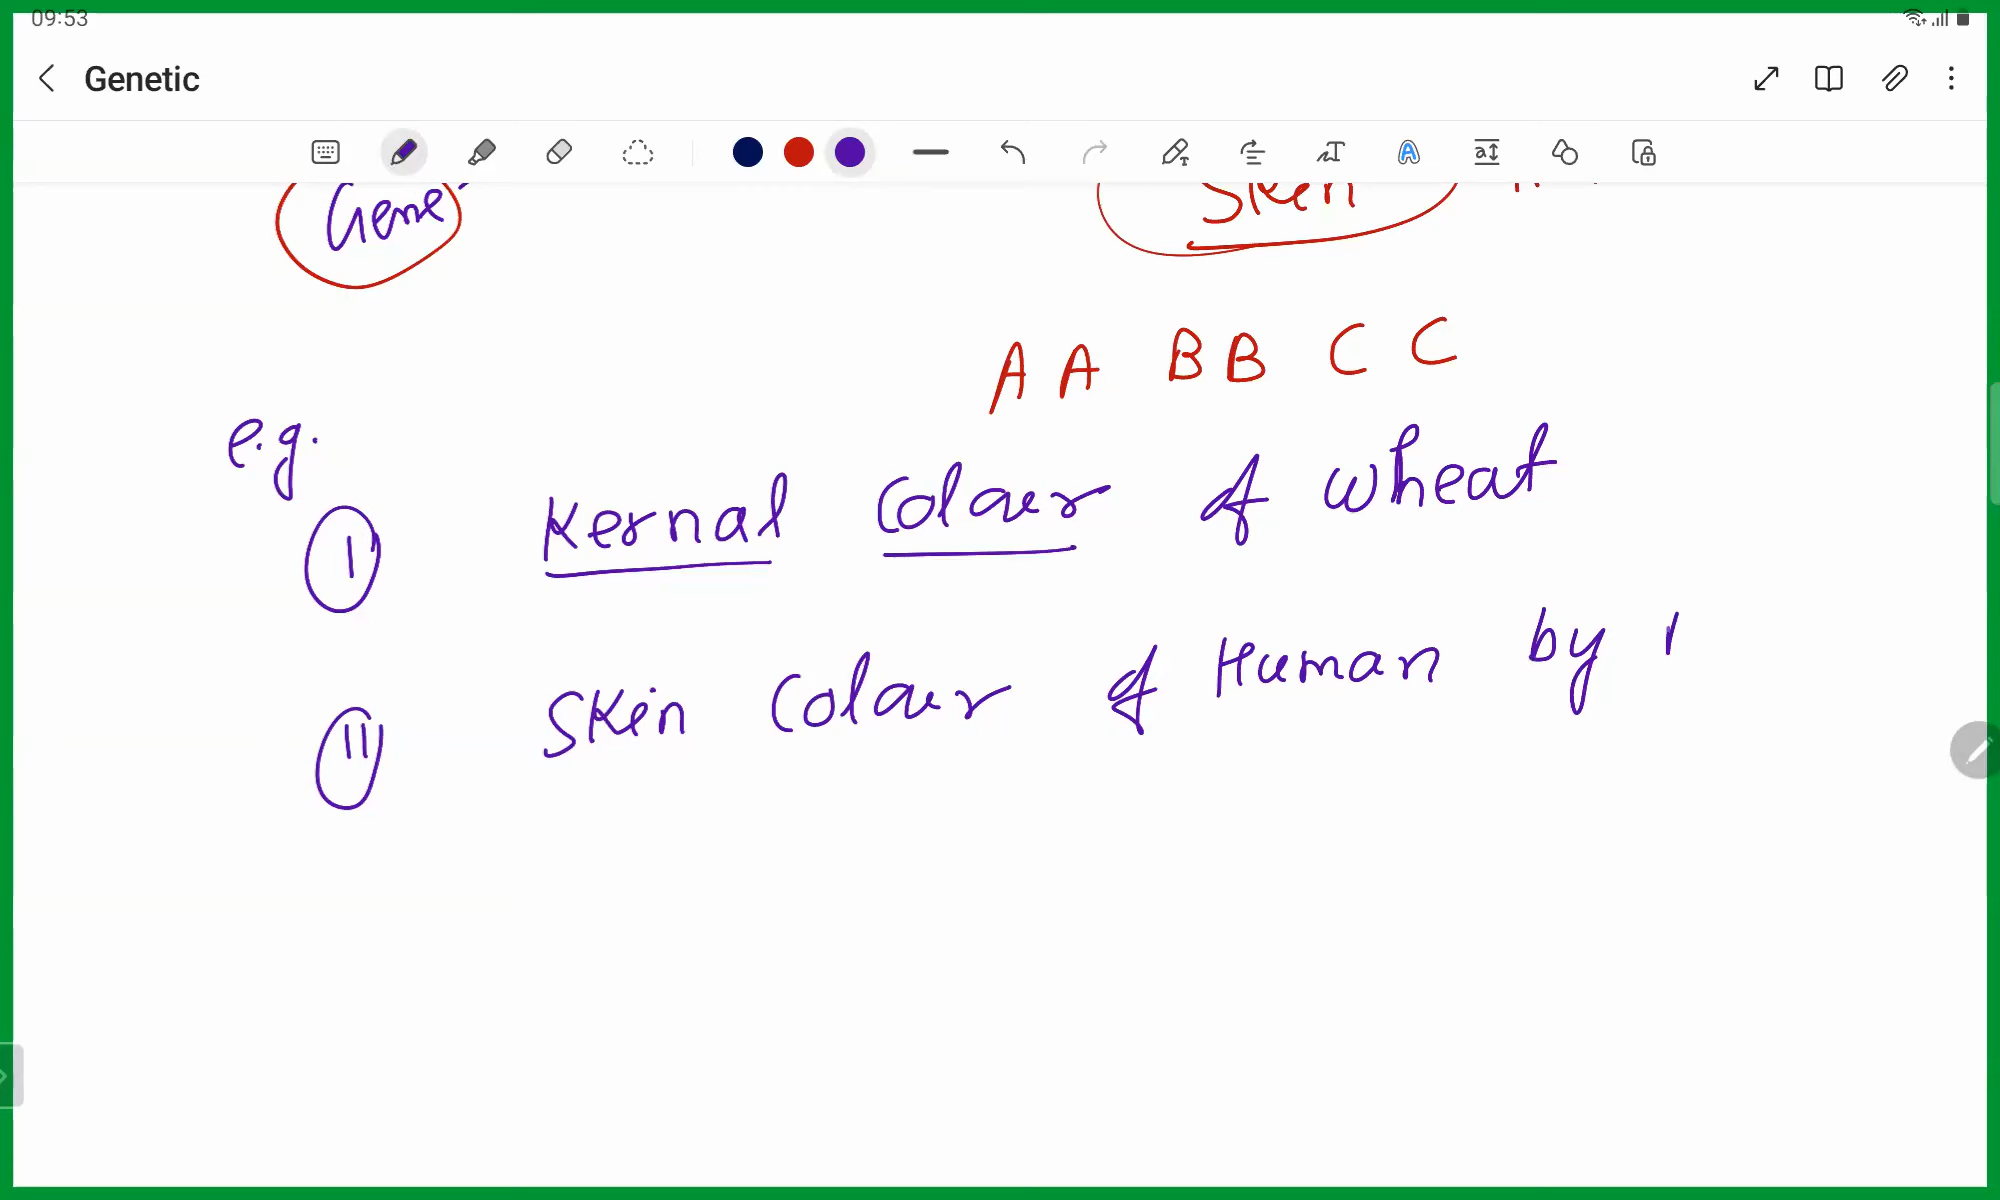 09:53
Genetic
Gene
Skin
A A B B C C
e.g.
I Kernal Colour of wheat
II Skin Colour of Human by